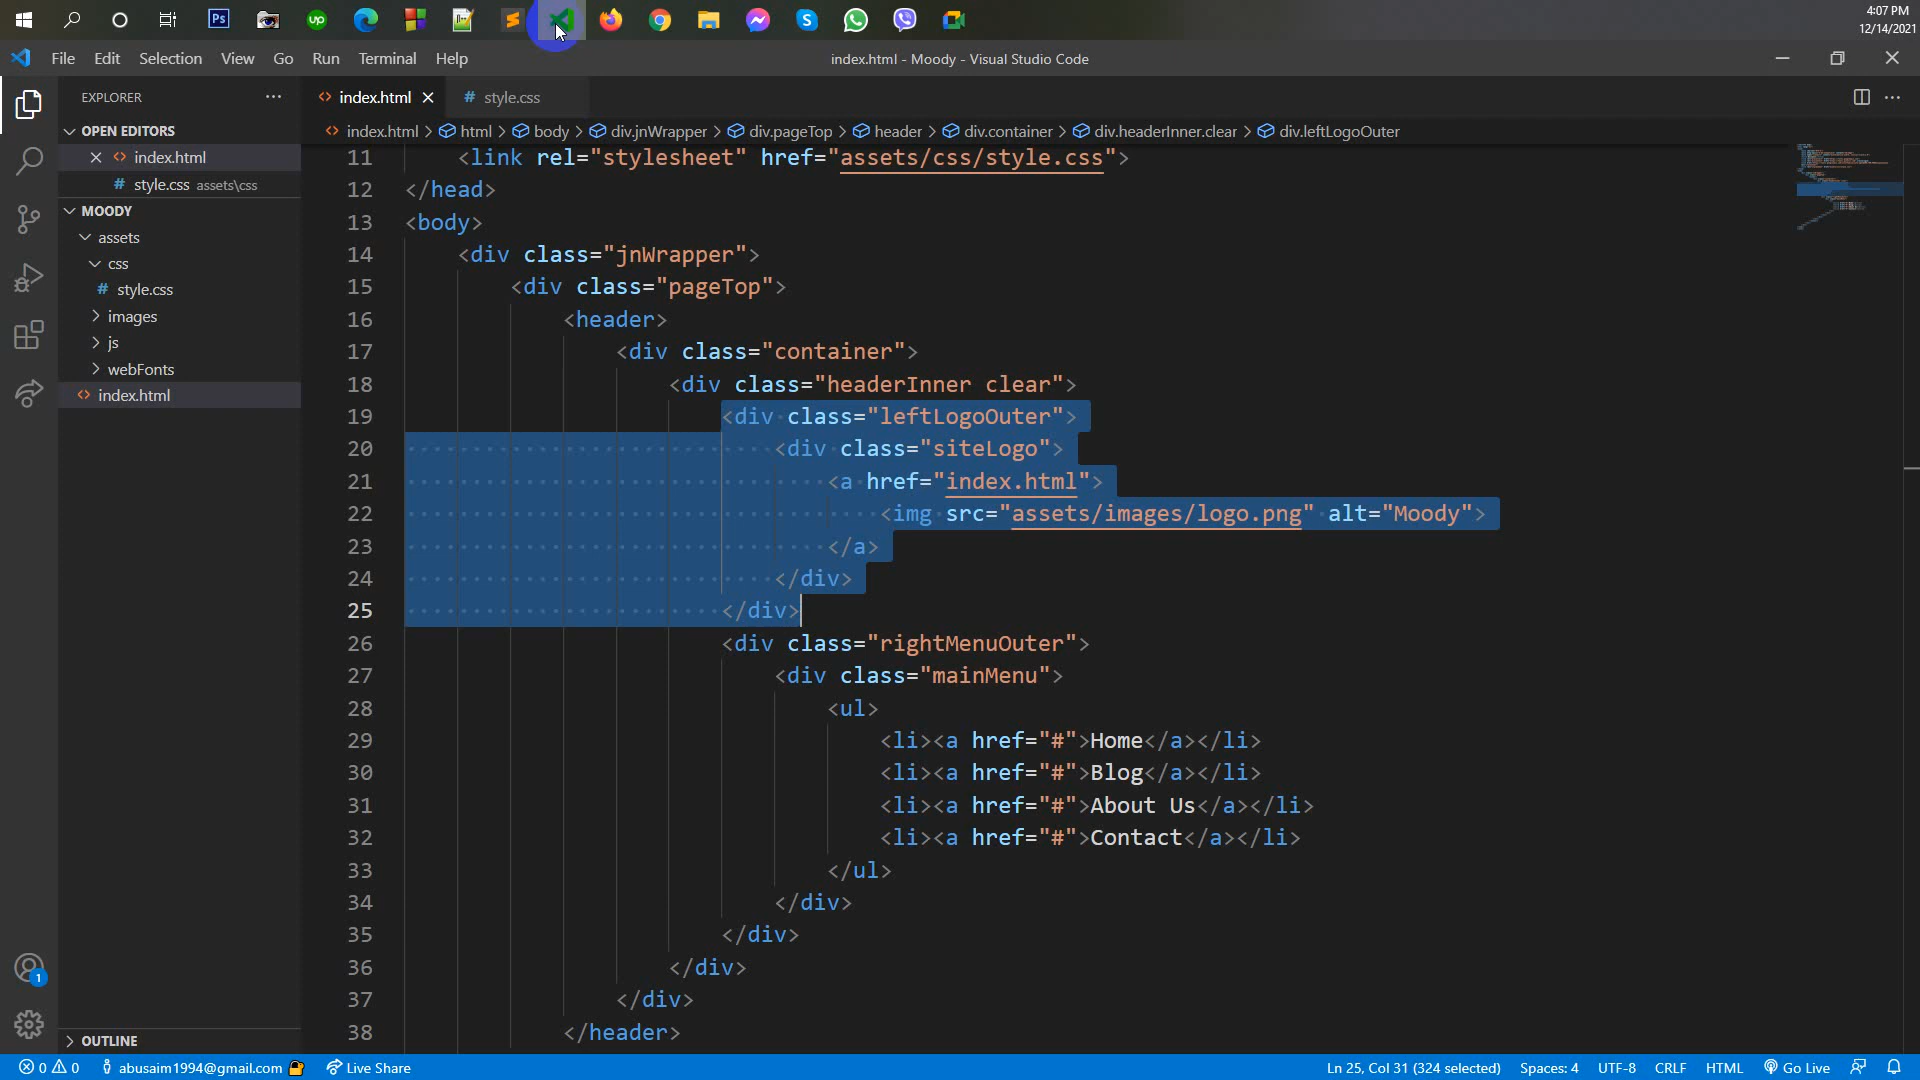 Ps
up
S
4:07 PM
12/14/2021
File Edit Selection View Go Run Terminal Help
index.html - Moody - Visual Studio Code
EXPLORER
index.html
# style.css
OPEN EDITORS
index.html
# style.css assets\css
MOODY
assets
css
# style.css
images
js
webFonts
index.html
OUTLINE
index.html > html > body > div.jnWrapper > div.pageTop > header > div.container > div.headerInner.clear > div.leftLogoOuter
11 <link rel="stylesheet" href="assets/css/style.css">
12 </head>
13 <body>
14 <div class="jnWrapper">
15 <div class="pageTop">
16 <header>
17 <div class="container">
18 <div class="headerInner clear">
19 <div class="leftLogoOuter">
20 <div class="siteLogo">
21 <a href="index.html">
22 <img src="assets/images/logo.png" alt="Moody">
23 </a>
24 </div>
25 </div>
26 <div class="rightMenuOuter">
27 <div class="mainMenu">
28 <ul>
29 <li><a href="#">Home</a></li>
30 <li><a href="#">Blog</a></li>
31 <li><a href="#">About Us</a></li>
32 <li><a href="#">Contact</a></li>
33 </ul>
34 </div>
35 </div>
36 </div>
37 </div>
38 </header>
1
0 0 abusaim1994@gmail.com Live Share
Ln 25, Col 31 (324 selected) Spaces: 4 UTF-8 CRLF HTML Go Live